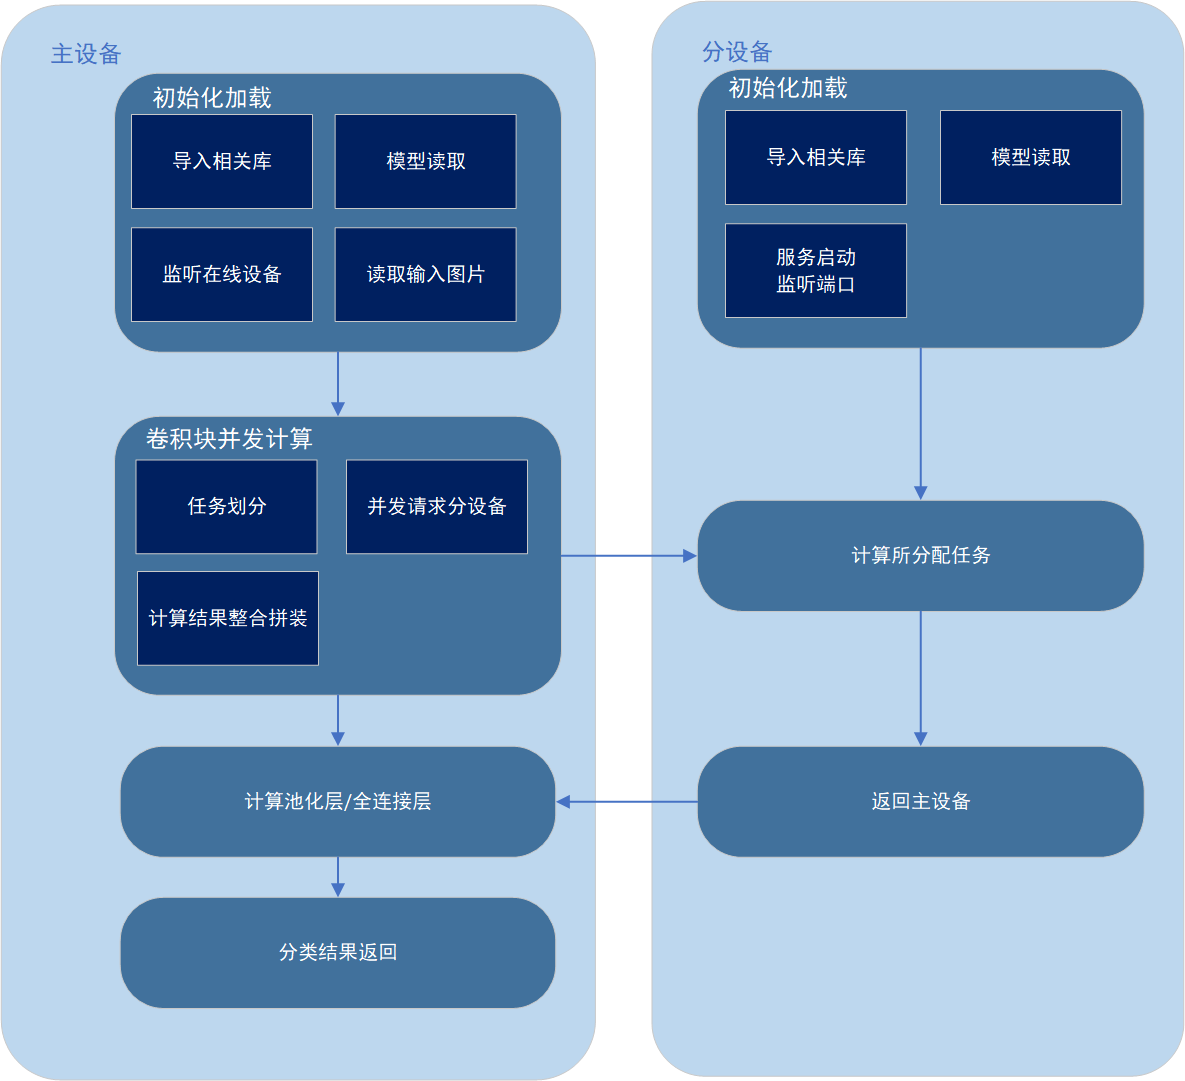 主设备
初始化加载
导入相关库
模型读取
监听在线设备
读取输入图片
卷积块并发计算
任务划分
并发请求分设备
计算结果整合拼装
计算池化层/全连接层
分类结果返回
分设备
初始化加载
导入相关库
模型读取
服务启动
监听端口
计算所分配任务
返回主设备